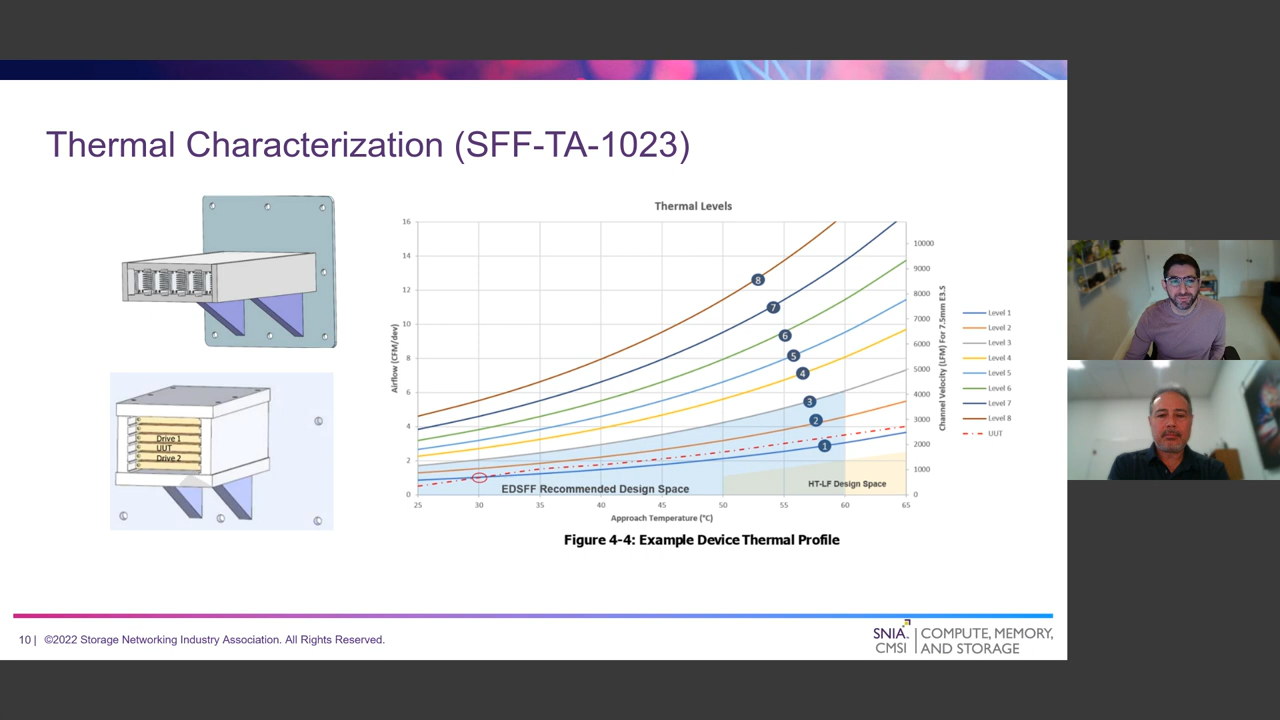 Thermal Characterization (SFF-TA-1023)
Drive 1
UUT
Drive 2
Thermal Levels
16
14
12
10
8
6
4
2
0
Airflow (CFM/dev)
25
30
35
40
45
50
55
60
65
Approach Temperature (°C)
10000
9000
8000
7000
6000
5000
4000
3000
2000
1000
0
Channel Velocity (LFM) For 7.5mm E3.S
8
7
6
5
4
3
2
1
EDSFF Recommended Design Space
HT-LF Design Space
Level 1
Level 2
Level 3
Level 4
Level 5
Level 6
Level 7
Level 8
UUT
Figure 4-4: Example Device Thermal Profile
10 | ©2022 Storage Networking Industry Association. All Rights Reserved.
SNIA. COMPUTE, MEMORY,
CMSI AND STORAGE